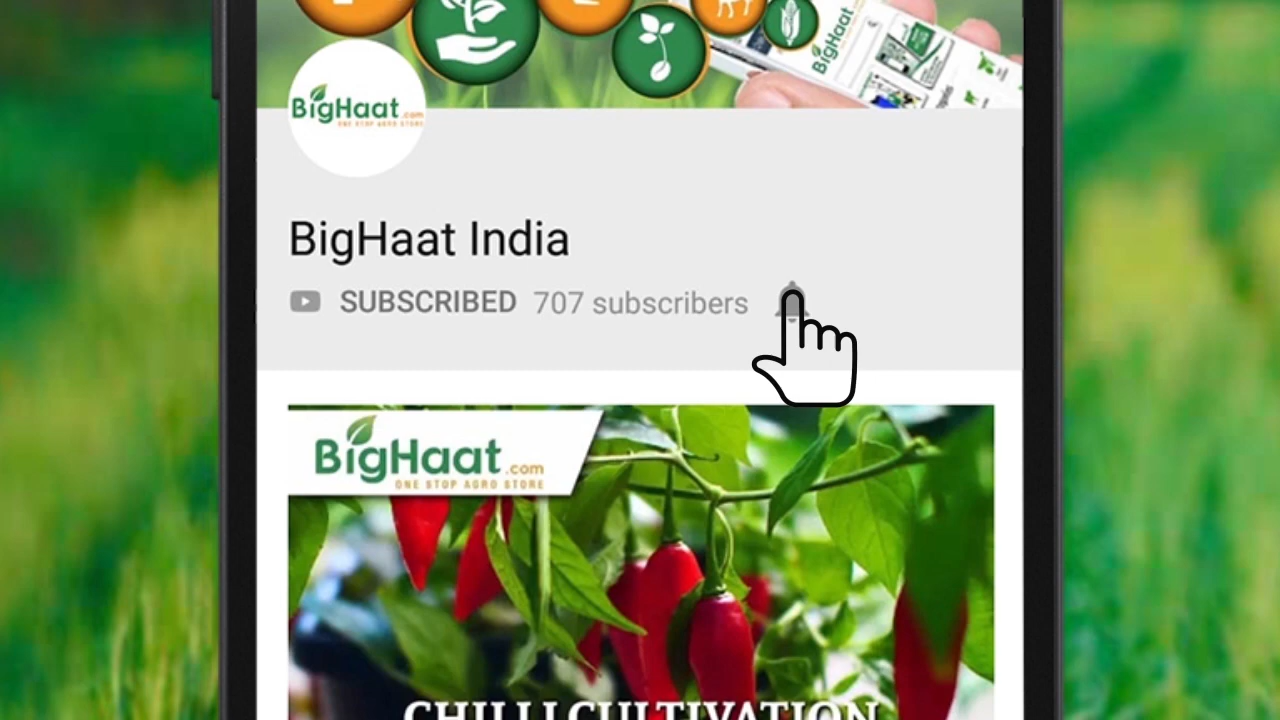 BigHaat
BigHaat.com
ONE STOP AGRO STORE
BigHaat India
SUBSCRIBED 707 subscribers
BigHaat.com
ONE STOP AGRO STORE
CHILLI CULTIVATION